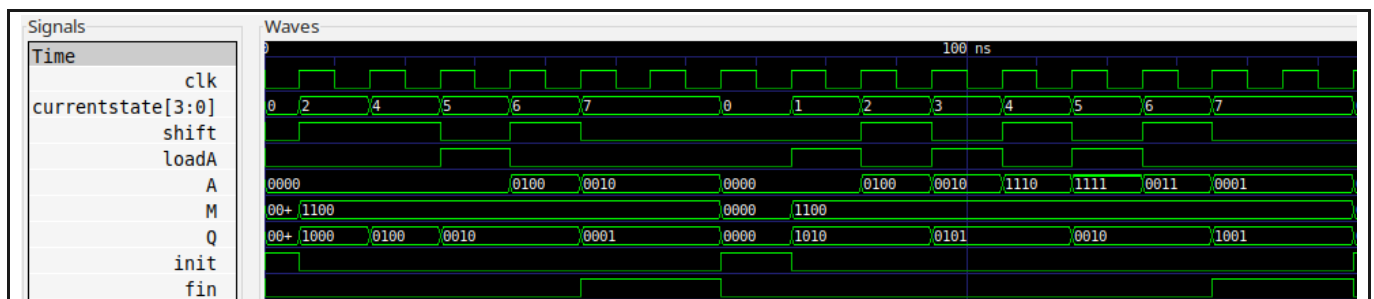 Signals Waves
Time 0 100 ns
clk
currentstate[3:0] 0 2 4 5 6 7 0 1 2 3 4 5 6 7
shift
loadA
A 0000 0100 0010 0000 0100 0010 1110 1111 0011 0001
M 00+ 1100 0000 1100
Q 00+ 1000 0100 0010 0001 0000 1010 0101 0010 1001
init
fin